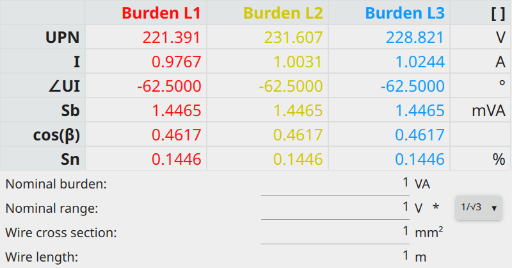 Burden L1 Burden L2 Burden L3 [ ]
UPN 221.391 231.607 228.821 V
I 0.9767 1.0031 1.0244 A
∠UI -62.5000 -62.5000 -62.5000 °
Sb 1.4465 1.4465 1.4465 mVA
cos(β) 0.4617 0.4617 0.4617
Sn 0.1446 0.1446 0.1446 %
Nominal burden: 1 VA
Nominal range: 1 V * 1/√3 ▼
Wire cross section: 1 mm²
Wire length: 1 m